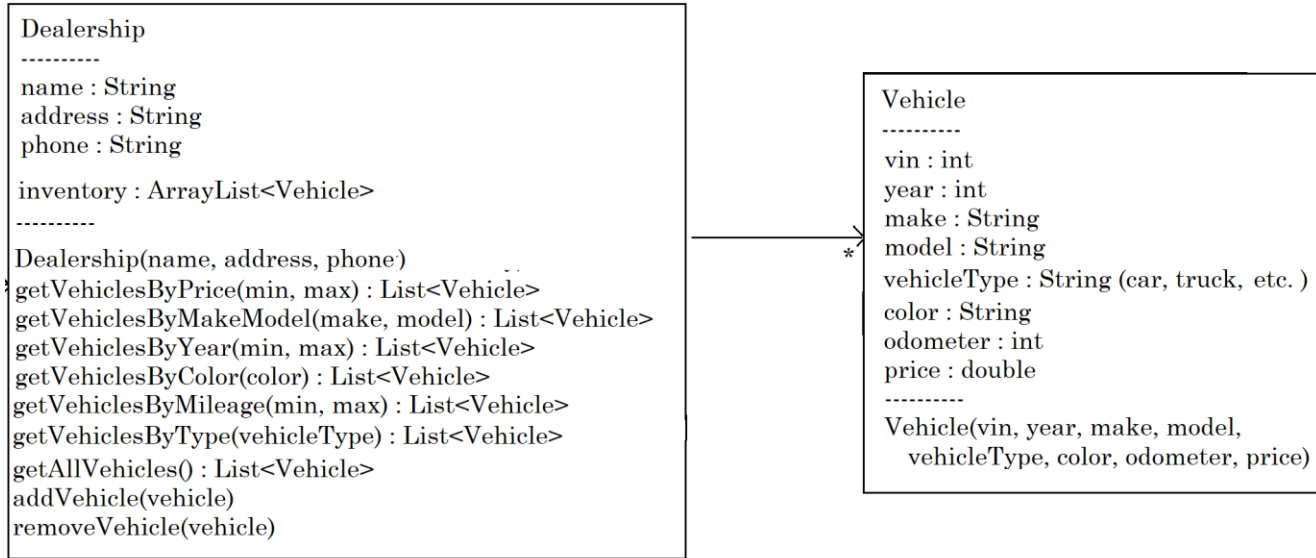 Dealership
----------
name : String
address : String
phone : String
inventory : ArrayList<Vehicle>
----------
Dealership(name, address, phone)
getVehiclesByPrice(min, max) : List<Vehicle>
getVehiclesByMakeModel(make, model) : List<Vehicle>
getVehiclesByYear(min, max) : List<Vehicle>
getVehiclesByColor(color) : List<Vehicle>
getVehiclesByMileage(min, max) : List<Vehicle>
getVehiclesByType(vehicleType) : List<Vehicle>
getAllVehicles() : List<Vehicle>
addVehicle(vehicle)
removeVehicle(vehicle)
*
Vehicle
----------
vin : int
year : int
make : String
model : String
vehicleType : String (car, truck, etc. )
color : String
odometer : int
price : double
----------
Vehicle(vin, year, make, model,
vehicleType, color, odometer, price)